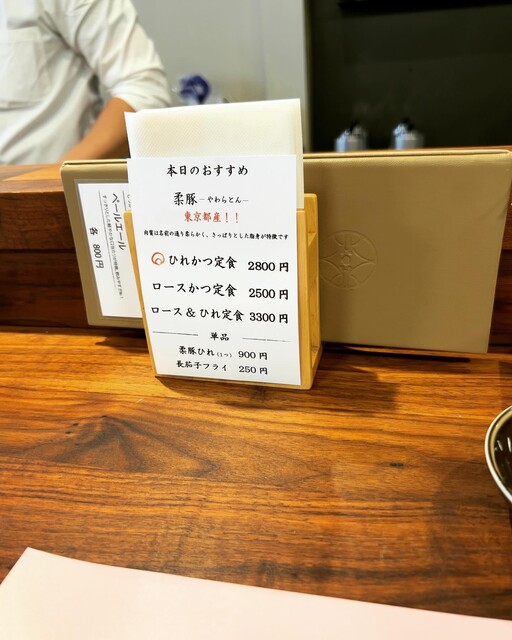 本日のおすすめ
柔豚 ―やわらとん―
東京都産！！
肉質は名前の通り柔らかく、さっぱりとした脂身が特徴です
ひれかつ定食 2800円
ロースかつ定食 2500円
ロース＆ひれ定食 3300円
単品
柔豚ひれ(1つ) 900円
長茄子フライ 250円
ペールエール
各 800円